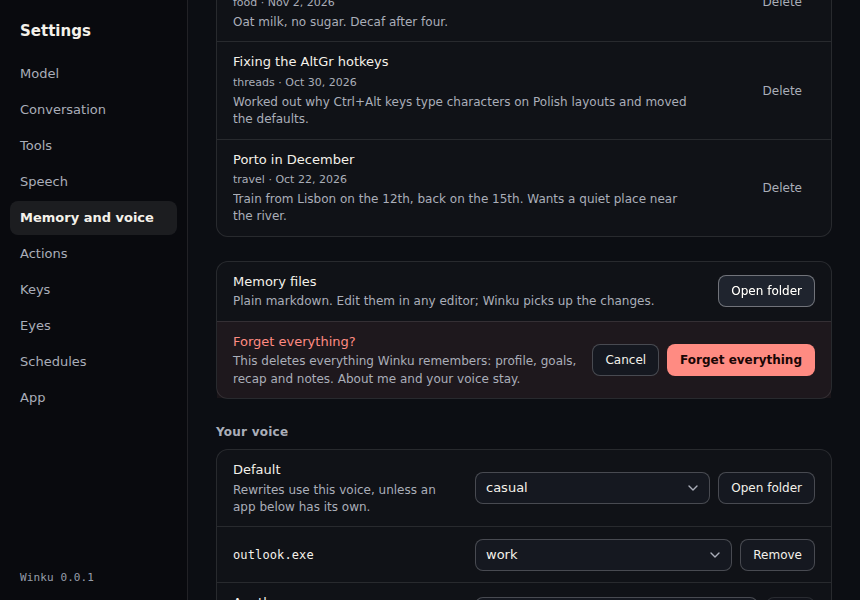 Settings
Model
Conversation
Tools
Speech
Memory and voice
Actions
Keys
Eyes
Schedules
App
Winku 0.0.1
food · Nov 2, 2026
Oat milk, no sugar. Decaf after four.
Delete
Fixing the AltGr hotkeys
threads · Oct 30, 2026
Worked out why Ctrl+Alt keys type characters on Polish layouts and moved
the defaults.
Delete
Porto in December
travel · Oct 22, 2026
Train from Lisbon on the 12th, back on the 15th. Wants a quiet place near
the river.
Delete
Memory files
Plain markdown. Edit them in any editor; Winku picks up the changes.
Open folder
Forget everything?
This deletes everything Winku remembers: profile, goals,
recap and notes. About me and your voice stay.
Cancel
Forget everything
Your voice
Default
Rewrites use this voice, unless an
app below has its own.
casual
Open folder
outlook.exe
work
Remove